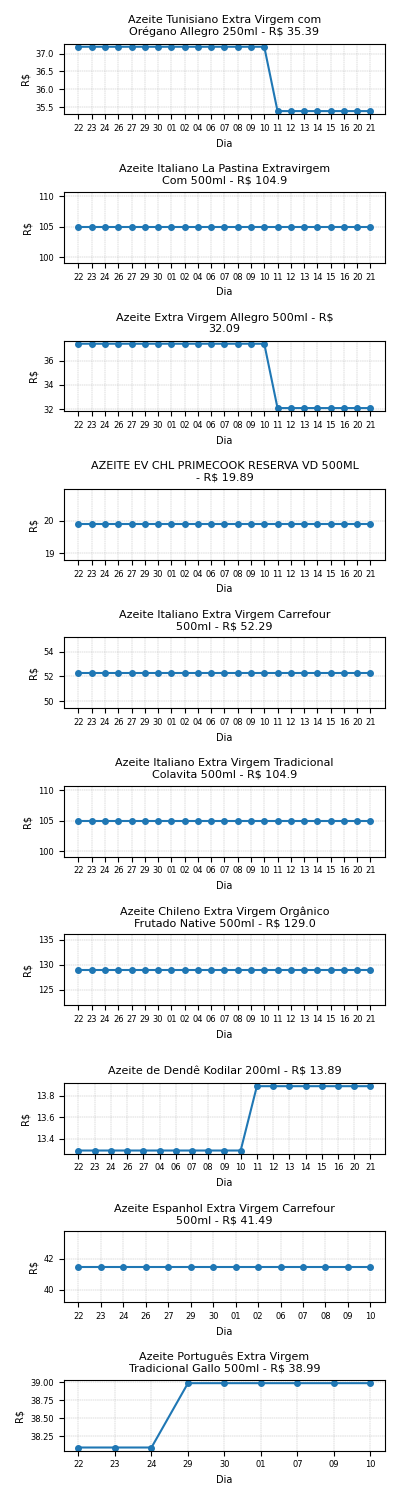 Azeite Tunisiano Extra Virgem com
Orégano Allegro 250ml - R$ 35.39
37.0
36.5
36.0
35.5
R$
22 23 24 26 27 29 30 01 02 04 06 07 08 09 10 11 12 13 14 15 16 20 21
Dia
Azeite Italiano La Pastina Extravirgem
Com 500ml - R$ 104.9
110
105
100
R$
22 23 24 26 27 29 30 01 02 04 06 07 08 09 10 11 12 13 14 15 16 20 21
Dia
Azeite Extra Virgem Allegro 500ml - R$
32.09
36
34
32
R$
22 23 24 26 27 29 30 01 02 04 06 07 08 09 10 11 12 13 14 15 16 20 21
Dia
AZEITE EV CHL PRIMECOOK RESERVA VD 500ML
- R$ 19.89
20
19
R$
22 23 24 26 27 29 30 01 02 04 06 07 08 09 10 11 12 13 14 15 16 20 21
Dia
Azeite Italiano Extra Virgem Carrefour
500ml - R$ 52.29
54
52
50
R$
22 23 24 26 27 29 30 01 02 04 06 07 08 09 10 11 12 13 14 15 16 20 21
Dia
Azeite Italiano Extra Virgem Tradicional
Colavita 500ml - R$ 104.9
110
105
100
R$
22 23 24 26 27 29 30 01 02 04 06 07 08 09 10 11 12 13 14 15 16 20 21
Dia
Azeite Chileno Extra Virgem Orgânico
Frutado Native 500ml - R$ 129.0
135
130
125
R$
22 23 24 26 27 29 30 01 02 04 06 07 08 09 10 11 12 13 14 15 16 20 21
Dia
Azeite de Dendê Kodilar 200ml - R$ 13.89
13.8
13.6
13.4
R$
22 23 24 26 27 04 06 07 08 09 10 11 12 13 14 15 16 20 21
Dia
Azeite Espanhol Extra Virgem Carrefour
500ml - R$ 41.49
42
40
R$
22 23 24 26 27 29 30 01 02 06 07 08 09 10
Dia
Azeite Português Extra Virgem
Tradicional Gallo 500ml - R$ 38.99
39.00
38.75
38.50
38.25
R$
22 23 24 29 30 01 07 09 10
Dia